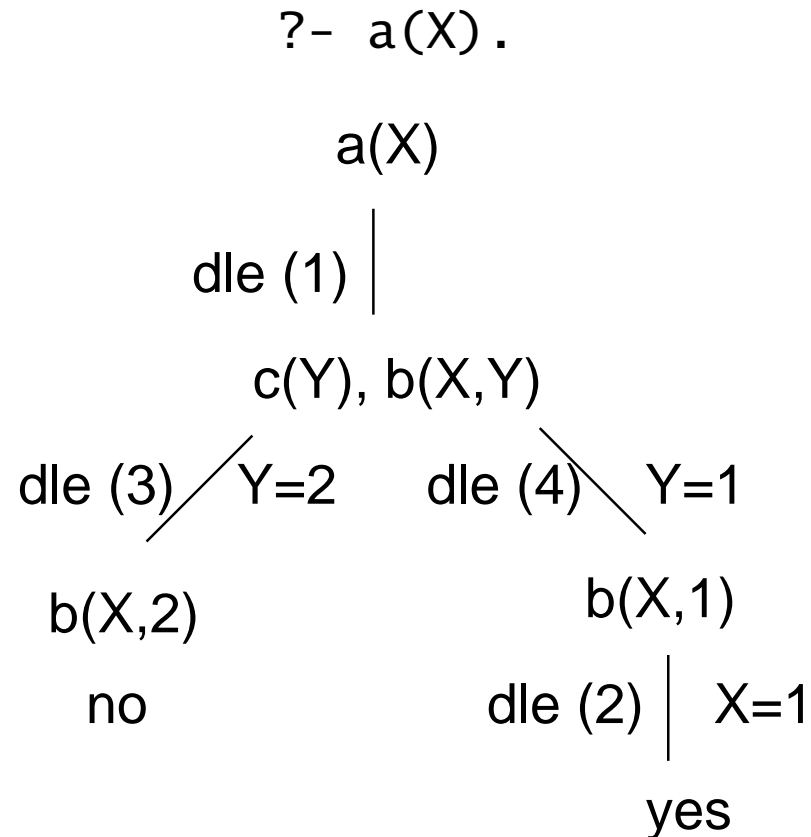 ?- a(X).
a(X)
dle (1)
c(Y), b(X,Y)
dle (3) Y=2 dle (4) Y=1
b(X,2) b(X,1)
no dle (2) X=1
yes